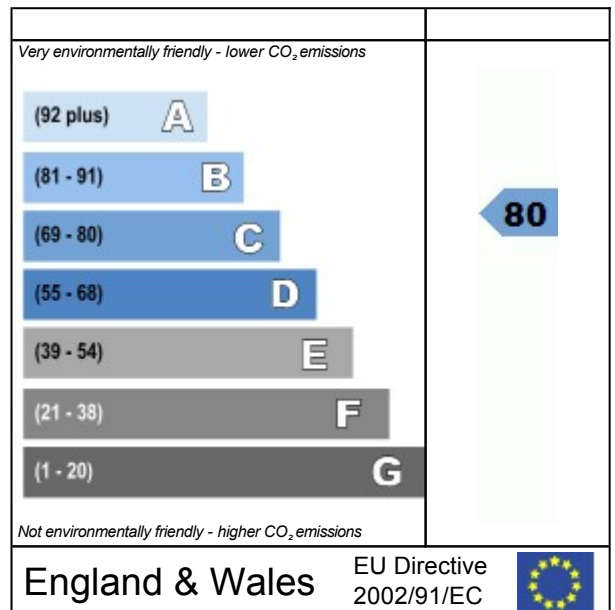 Very environmentally friendly - lower CO₂ emissions
(92 plus) A
(81 - 91) B
(69 - 80) C
80
(55 - 68) D
(39 - 54) E
(21 - 38) F
(1 - 20) G
Not environmentally friendly - higher CO₂ emissions
England & Wales
EU Directive
2002/91/EC